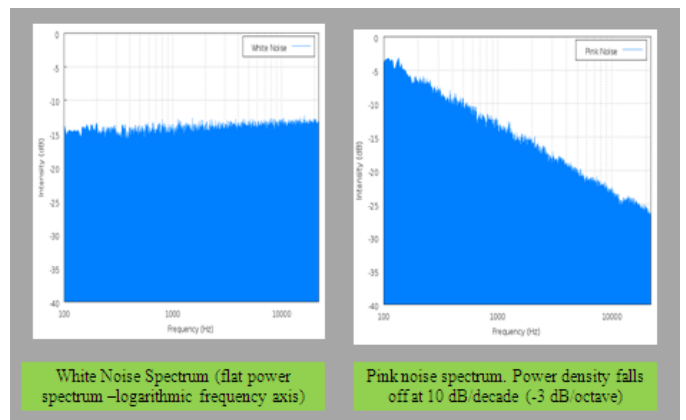 0
White Noise
-5
-10
-15
-20
-25
-30
-35
-40
Intensity (dB)
100
1000
10000
Frequency (Hz)
0
Pink Noise
-5
-10
-15
-20
-25
-30
-35
-40
Intensity (dB)
100
1000
10000
Frequency (Hz)
White Noise Spectrum (flat power
spectrum –logarithmic frequency axis)
Pink noise spectrum. Power density falls
off at 10 dB/decade (-3 dB/octave)